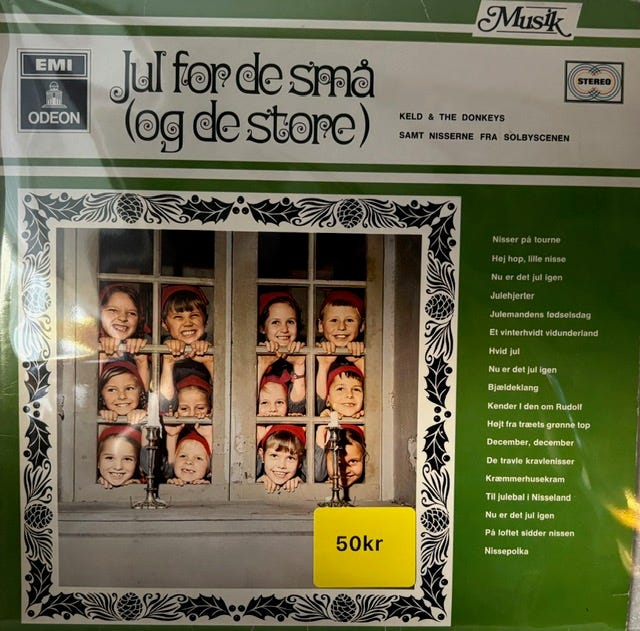 Musik
EMI
ODEON
Jul for de små
(og de store)
STEREO
KELD & THE DONKEYS
SAMT NISSERNE FRA SOLBYSCENEN
Nisser på tourne
Hej hop, lille nisse
Nu er det jul igen
Julehjerter
Julemandens fødselsdag
Et vinterhvidt vidunderland
Hvid jul
Nu er det jul igen
Bjældeklang
Kender I den om Rudolf
Højt fra træets grønne top
December, december
De travle kravlenisser
Kræmmerhusekram
Til julebal i Nisseland
Nu er det jul igen
På loftet sidder nissen
Nissepolka
50kr